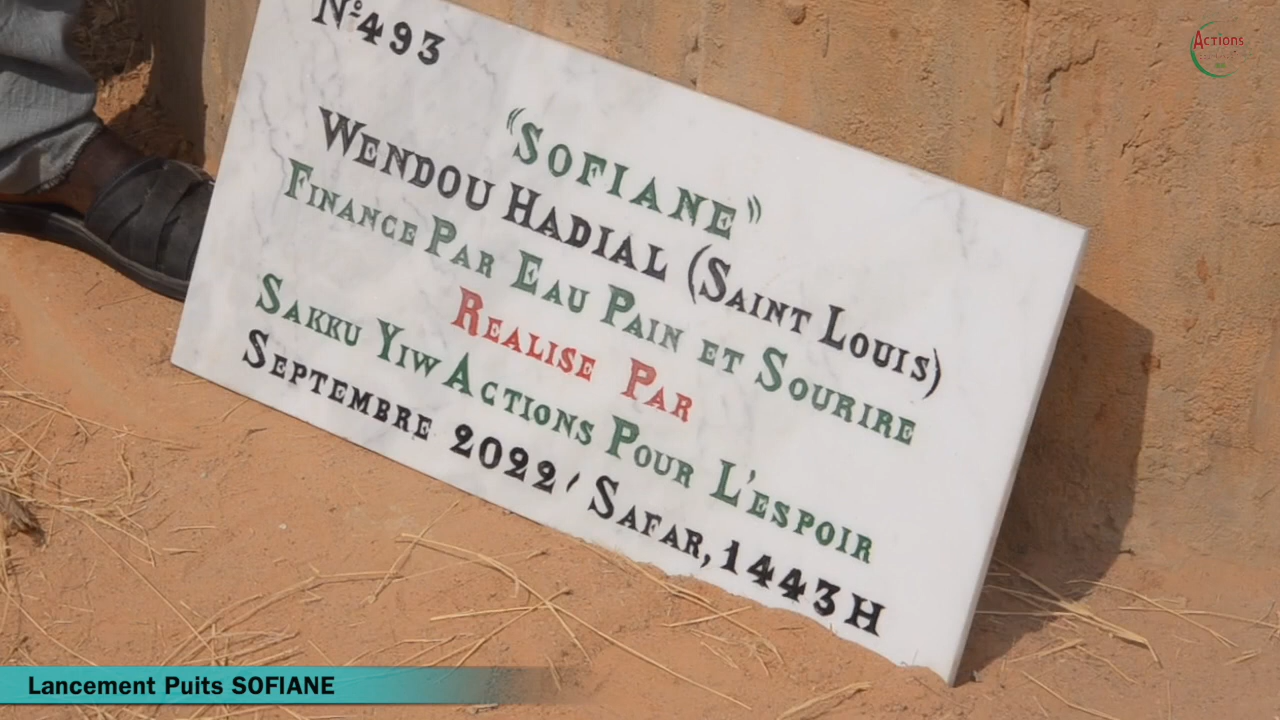 Nº493
"SOFIANE"
WENDOU HADIAL (SAINT LOUIS)
FINANCE PAR EAU PAIN ET SOURIRE
REALISE PAR
SAKKU YIW ACTIONS POUR L'ESPOIR
SEPTEMBRE 2022/ SAFAR, 1443H
ACTIONS
Lancement Puits SOFIANE